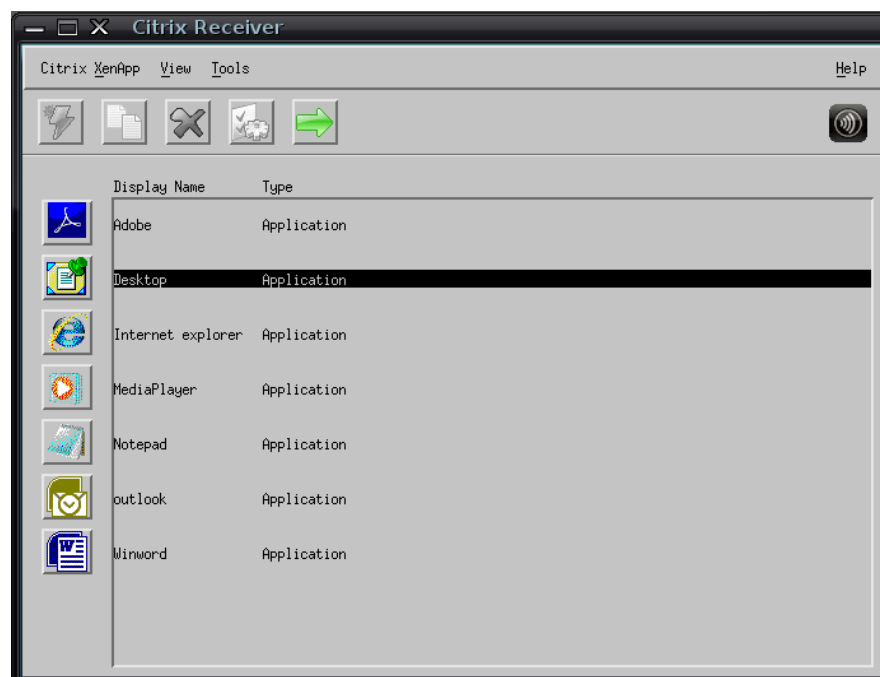 Citrix Receiver
Citrix XenApp View Tools Help
Display Name Type
Adobe Application
Desktop Application
Internet explorer Application
MediaPlayer Application
Notepad Application
outlook Application
Winword Application